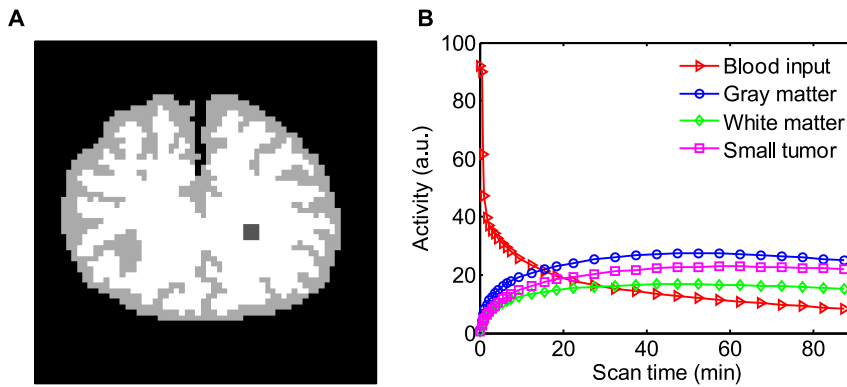 A
B
100
80
60
40
20
0
Activity (a.u.)
Blood input
Gray matter
White matter
Small tumor
0
20
40
60
80
Scan time (min)